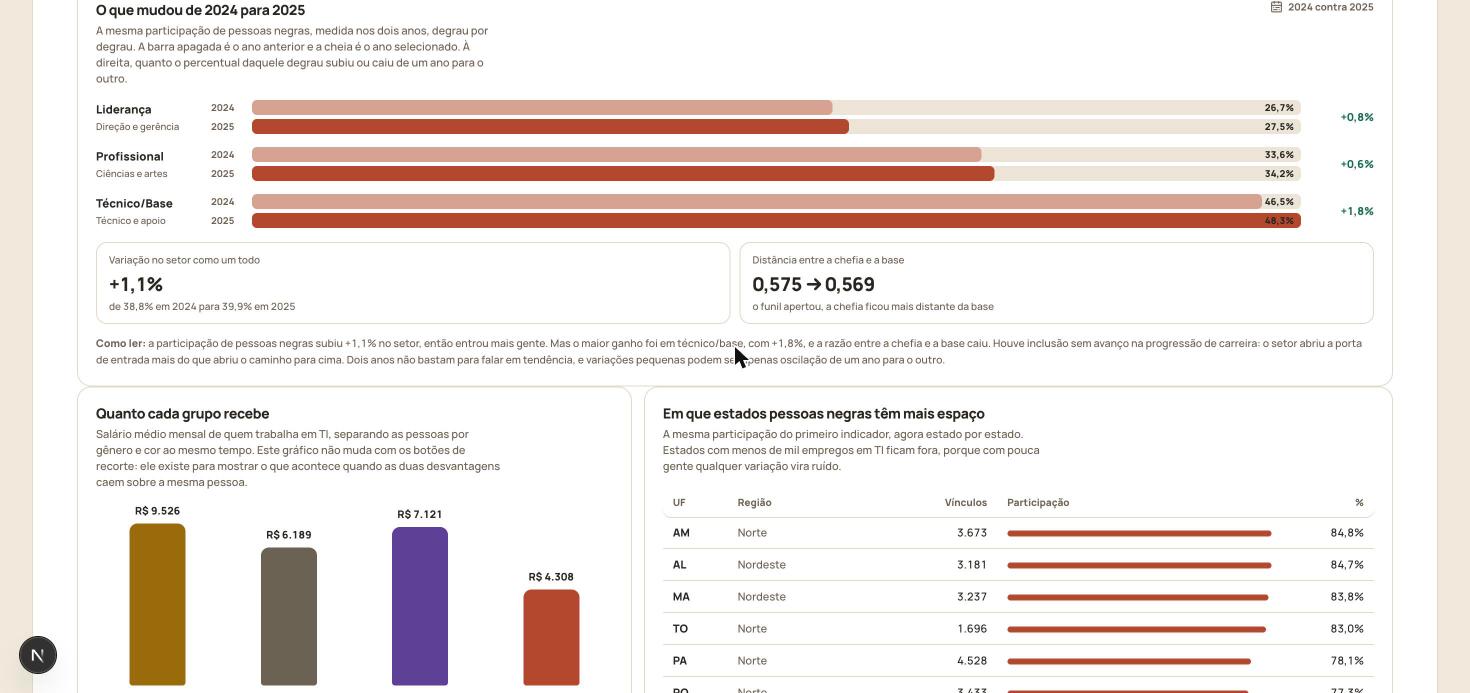 O que mudou de 2024 para 2025
2024 contra 2025
A mesma participação de pessoas negras, medida nos dois anos, degrau por
degrau. A barra apagada é o ano anterior e a cheia é o ano selecionado. À
direita, quanto o percentual daquele degrau subiu ou caiu de um ano para o
outro.
Liderança 2024 26,7%
Direção e gerência 2025 27,5%
+0,8%
Profissional 2024 33,6%
Ciências e artes 2025 34,2%
+0,6%
Técnico/Base 2024 46,5%
Técnico e apoio 2025 48,3%
+1,8%
Variação no setor como um todo
+1,1%
de 38,8% em 2024 para 39,9% em 2025
Distância entre a chefia e a base
0,575 → 0,569
o funil apertou, a chefia ficou mais distante da base
Como ler: a participação de pessoas negras subiu +1,1% no setor, então entrou mais gente. Mas o maior ganho foi em técnico/base, com +1,8%, e a razão entre a chefia e a base caiu. Houve inclusão sem avanço na progressão de carreira: o setor abriu a porta
de entrada mais do que abriu o caminho para cima. Dois anos não bastam para falar em tendência, e variações pequenas podem ser apenas oscilação de um ano para o outro.
Quanto cada grupo recebe
Salário médio mensal de quem trabalha em TI, separando as pessoas por
gênero e cor ao mesmo tempo. Este gráfico não muda com os botões de
recorte: ele existe para mostrar o que acontece quando as duas desvantagens
caem sobre a mesma pessoa.
R$ 9.526
R$ 6.189
R$ 7.121
R$ 4.308
Em que estados pessoas negras têm mais espaço
A mesma participação do primeiro indicador, agora estado por estado.
Estados com menos de mil empregos em TI ficam fora, porque com pouca
gente qualquer variação vira ruído.
UF Região Vínculos Participação %
AM Norte 3.673 84,8%
AL Nordeste 3.181 84,7%
MA Nordeste 3.237 83,8%
TO Norte 1.696 83,0%
PA Norte 4.528 78,1%
Norte 3.433 77,3%
N